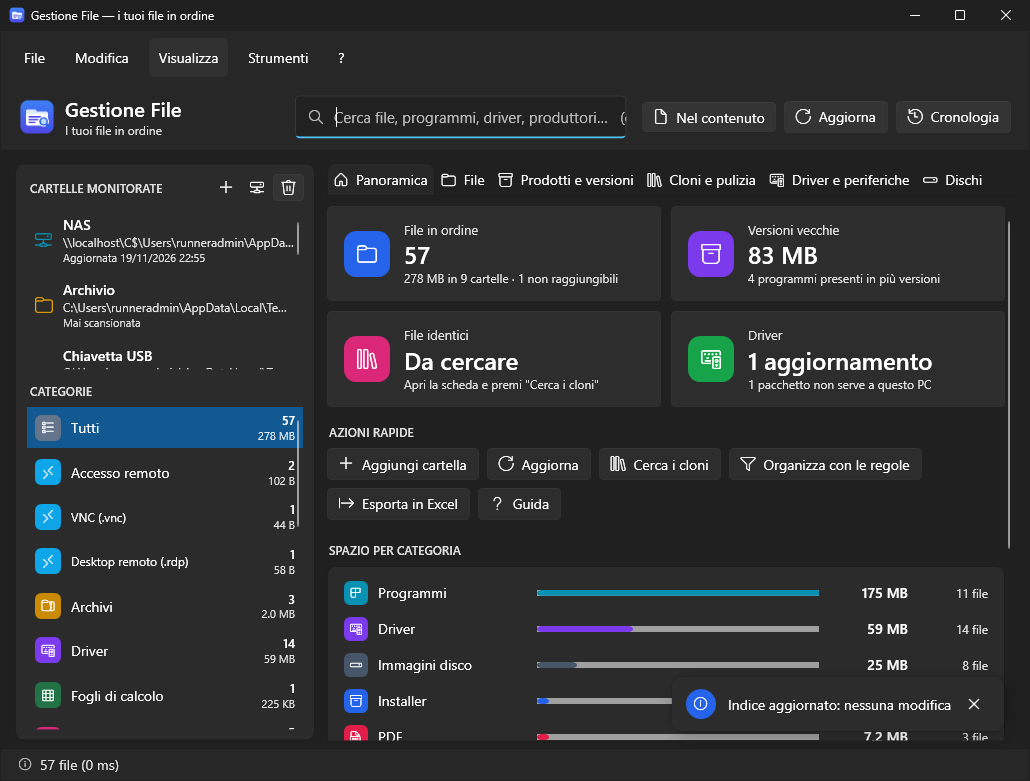 Gestione File — i tuoi file in ordine
File Modifica Visualizza Strumenti ?
Gestione File
I tuoi file in ordine
Cerca file, programmi, driver, produttori...
Nel contenuto
Aggiorna
Cronologia
CARTELLE MONITORATE
NAS
\\localhost\C$\Users\runneradmin\AppDa...
Aggiornata 19/11/2026 22:55
Archivio
C:\Users\runneradmin\AppData\Local\Te...
Mai scansionata
Chiavetta USB
CATEGORIE
Tutti 57
278 MB
Accesso remoto 2
102 B
VNC (.vnc) 1
44 B
Desktop remoto (.rdp) 1
58 B
Archivi 3
2.0 MB
Driver 14
59 MB
Fogli di calcolo 1
225 KB
Panoramica File Prodotti e versioni Cloni e pulizia Driver e periferiche Dischi
File in ordine
57
278 MB in 9 cartelle · 1 non raggiungibili
Versioni vecchie
83 MB
4 programmi presenti in più versioni
File identici
Da cercare
Apri la scheda e premi "Cerca i cloni"
Driver
1 aggiornamento
1 pacchetto non serve a questo PC
AZIONI RAPIDE
Aggiungi cartella Aggiorna Cerca i cloni Organizza con le regole
Esporta in Excel ? Guida
SPAZIO PER CATEGORIA
Programmi 175 MB 11 file
Driver 59 MB 14 file
Immagini disco 25 MB 8 file
Installer
PDF 7.2 MB 3 file
Indice aggiornato: nessuna modifica
57 file (0 ms)